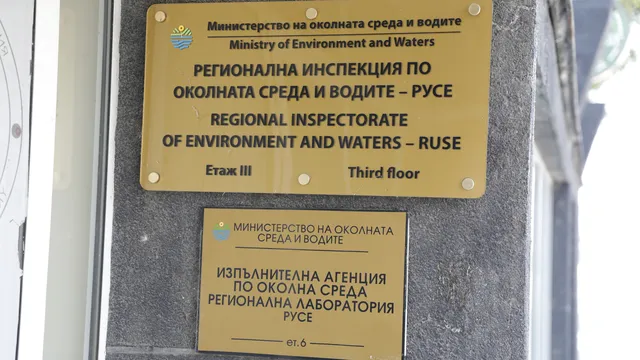 Министерство на околната среда и водите
Ministry of Environment and Waters
РЕГИОНАЛНА ИНСПЕКЦИЯ ПО
ОКОЛНАТА СРЕДА И ВОДИТЕ – РУСЕ
REGIONAL INSPECTORATE
OF ENVIRONMENT AND WATERS – RUSE
Етаж III Third floor
МИНИСТЕРСТВО НА ОКОЛНАТА
СРЕДА И ВОДИТЕ
ИЗПЪЛНИТЕЛНА АГЕНЦИЯ
ПО ОКОЛНА СРЕДА
РЕГИОНАЛНА ЛАБОРАТОРИЯ
РУСЕ
ет.6